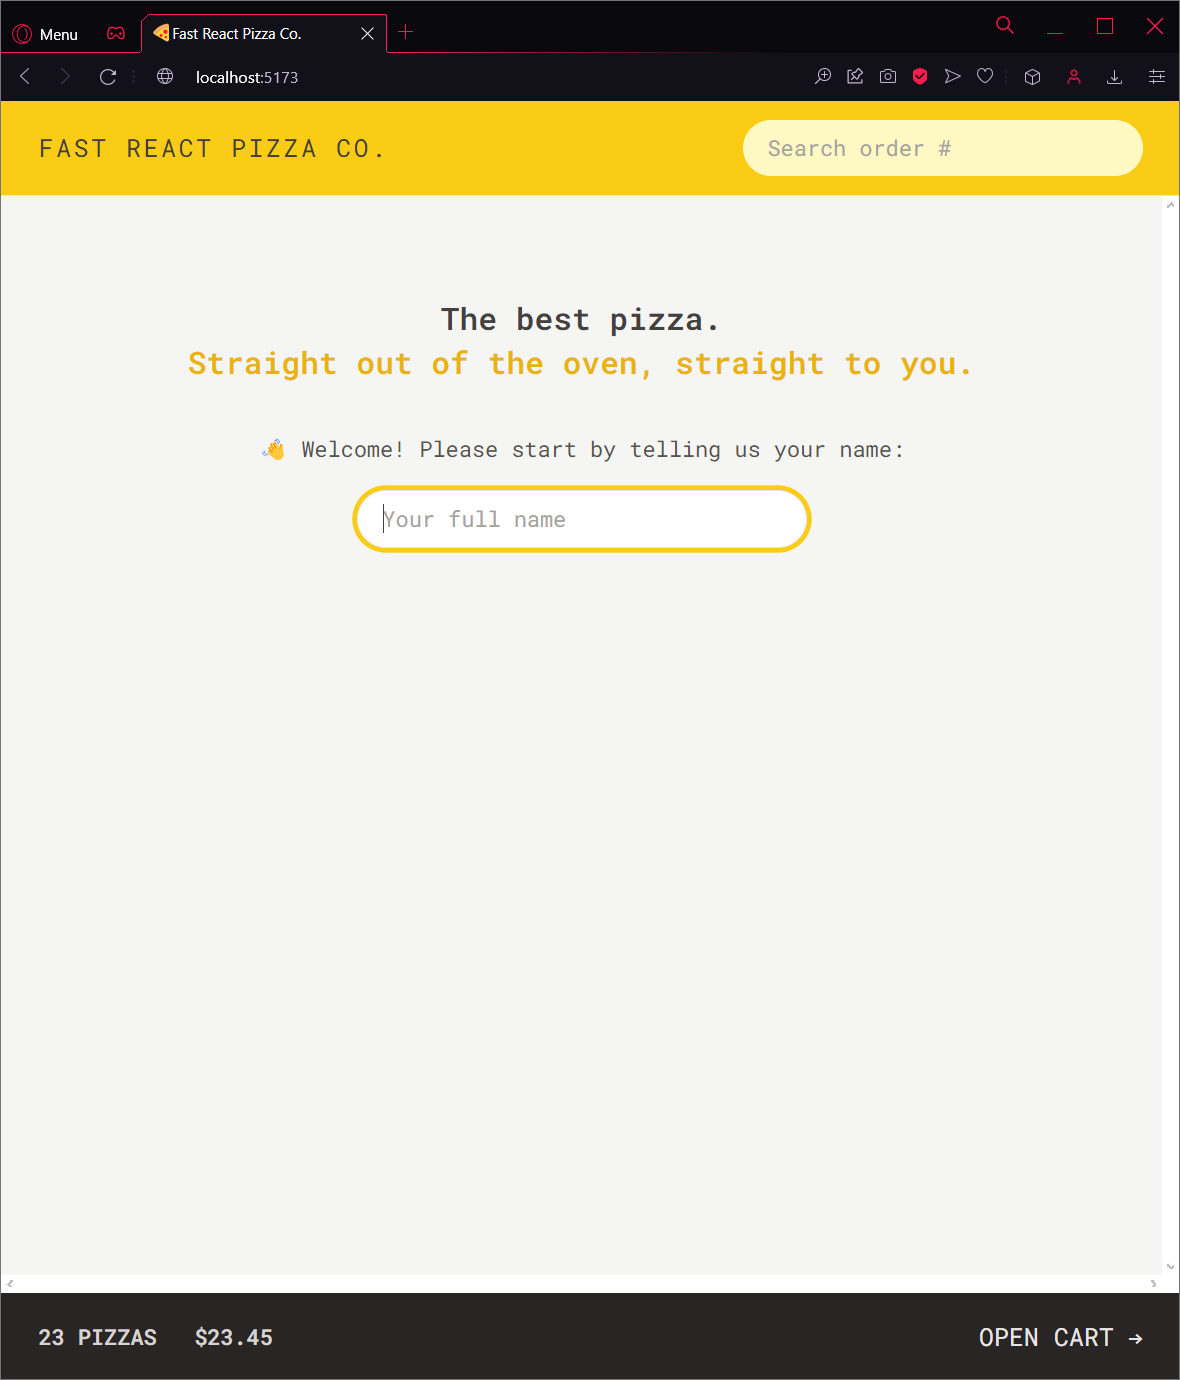 Menu
Fast React Pizza Co.
localhost:5173
FAST REACT PIZZA CO.
Search order #
The best pizza.
Straight out of the oven, straight to you.
👋 Welcome! Please start by telling us your name:
Your full name
23 PIZZAS $23.45
OPEN CART →